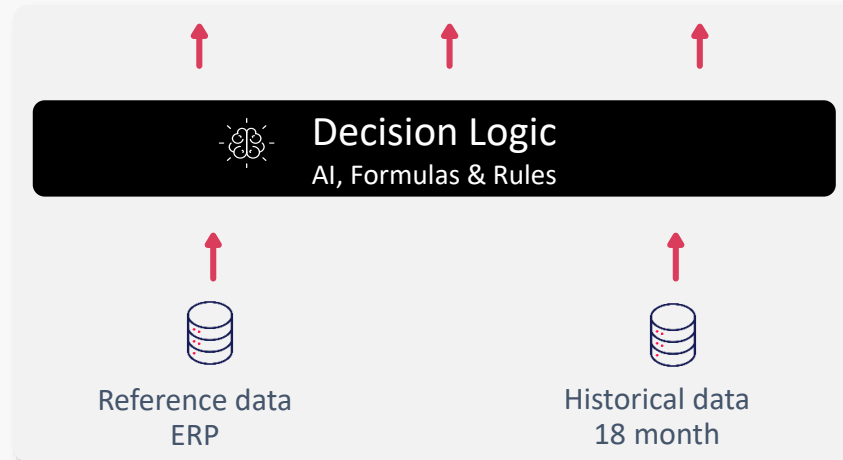 Decision Logic
AI, Formulas & Rules
Reference data
ERP
Historical data
18 month